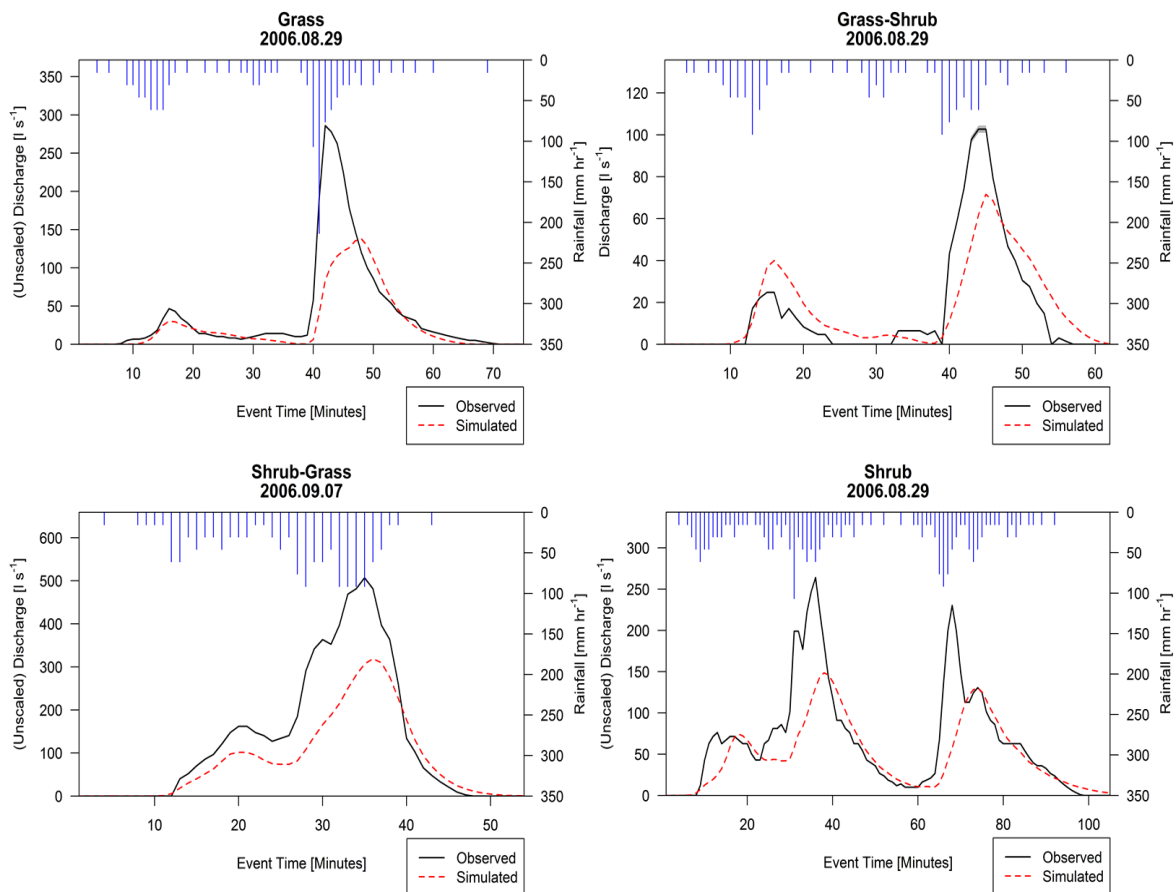 Grass
2006.08.29
(Unscaled) Discharge [l s⁻¹]
0 50 100 150 200 250 300 350
0 50 100 150 200 250 300 350
Rainfall [mm hr⁻¹]
10 20 30 40 50 60 70
Event Time [Minutes]
Observed
Simulated
Grass-Shrub
2006.08.29
Discharge [l s⁻¹]
0 20 40 60 80 100 120
0 50 100 150 200 250 300 350
Rainfall [mm hr⁻¹]
10 20 30 40 50 60
Event Time [Minutes]
Observed
Simulated
Shrub-Grass
2006.09.07
(Unscaled) Discharge [l s⁻¹]
0 100 200 300 400 500 600
0 50 100 150 200 250 300 350
Rainfall [mm hr⁻¹]
10 20 30 40 50
Event Time [Minutes]
Observed
Simulated
Shrub
2006.08.29
(Unscaled) Discharge [l s⁻¹]
0 50 100 150 200 250 300
0 50 100 150 200 250 300 350
Rainfall [mm hr⁻¹]
20 40 60 80 100
Event Time [Minutes]
Observed
Simulated